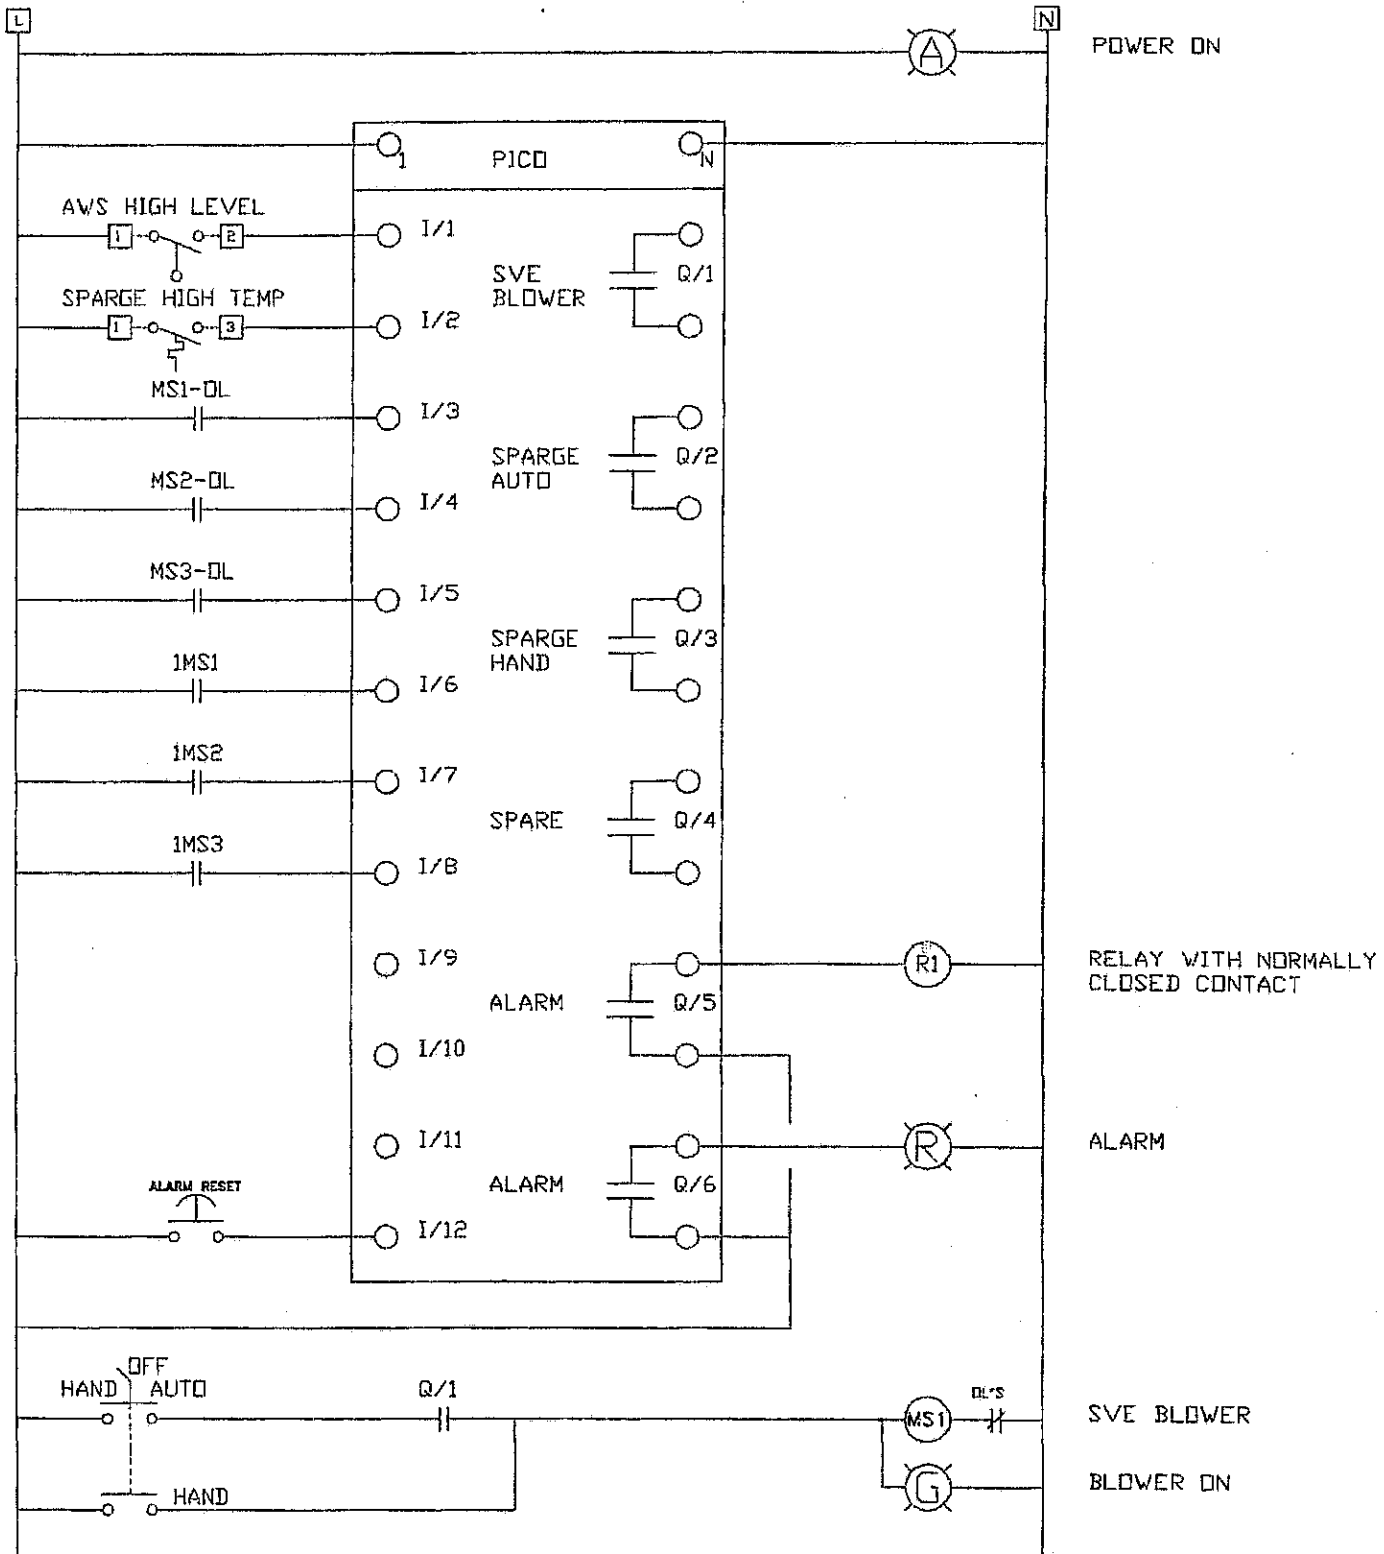 L
N
A
POWER ON
1
PICO
N
AWS HIGH LEVEL
1
2
I/1
SVE
BLOWER
Q/1
SPARGE HIGH TEMP
1
3
I/2
MS1-OL
I/3
SPARGE
AUTO
Q/2
MS2-OL
I/4
MS3-OL
I/5
SPARGE
HAND
Q/3
1MS1
I/6
1MS2
I/7
SPARE
Q/4
1MS3
I/8
I/9
R1
RELAY WITH NORMALLY
CLOSED CONTACT
ALARM
Q/5
I/10
I/11
R
ALARM
ALARM
Q/6
ALARM RESET
I/12
OFF
HAND
AUTO
Q/1
MS1
OL'S
SVE BLOWER
HAND
G
BLOWER ON